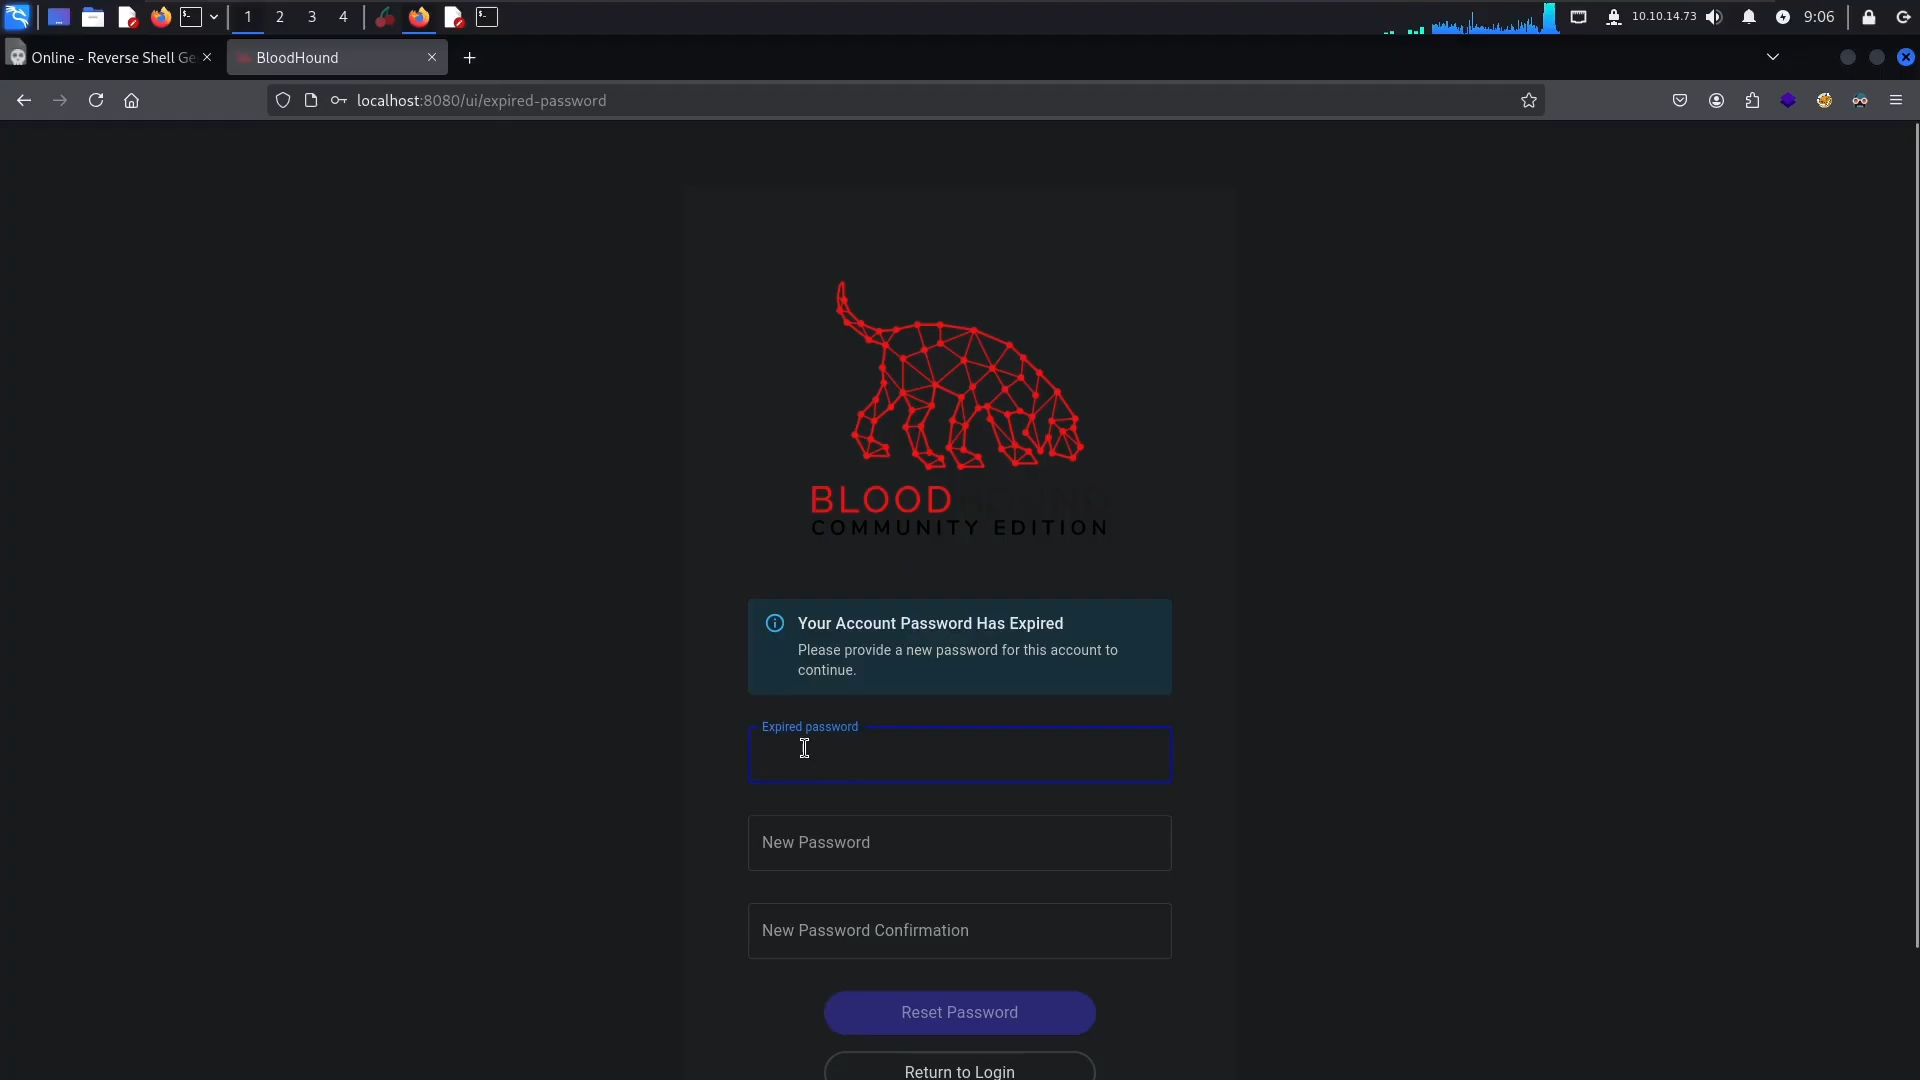 1 2 3 4 10.10.14.73 9:06
Online - Reverse Shell Ge BloodHound
localhost:8080/ui/expired-password
BLOODHOUND
COMMUNITY EDITION
Your Account Password Has Expired
Please provide a new password for this account to
continue.
Expired password
New Password
New Password Confirmation
Reset Password
Return to Login